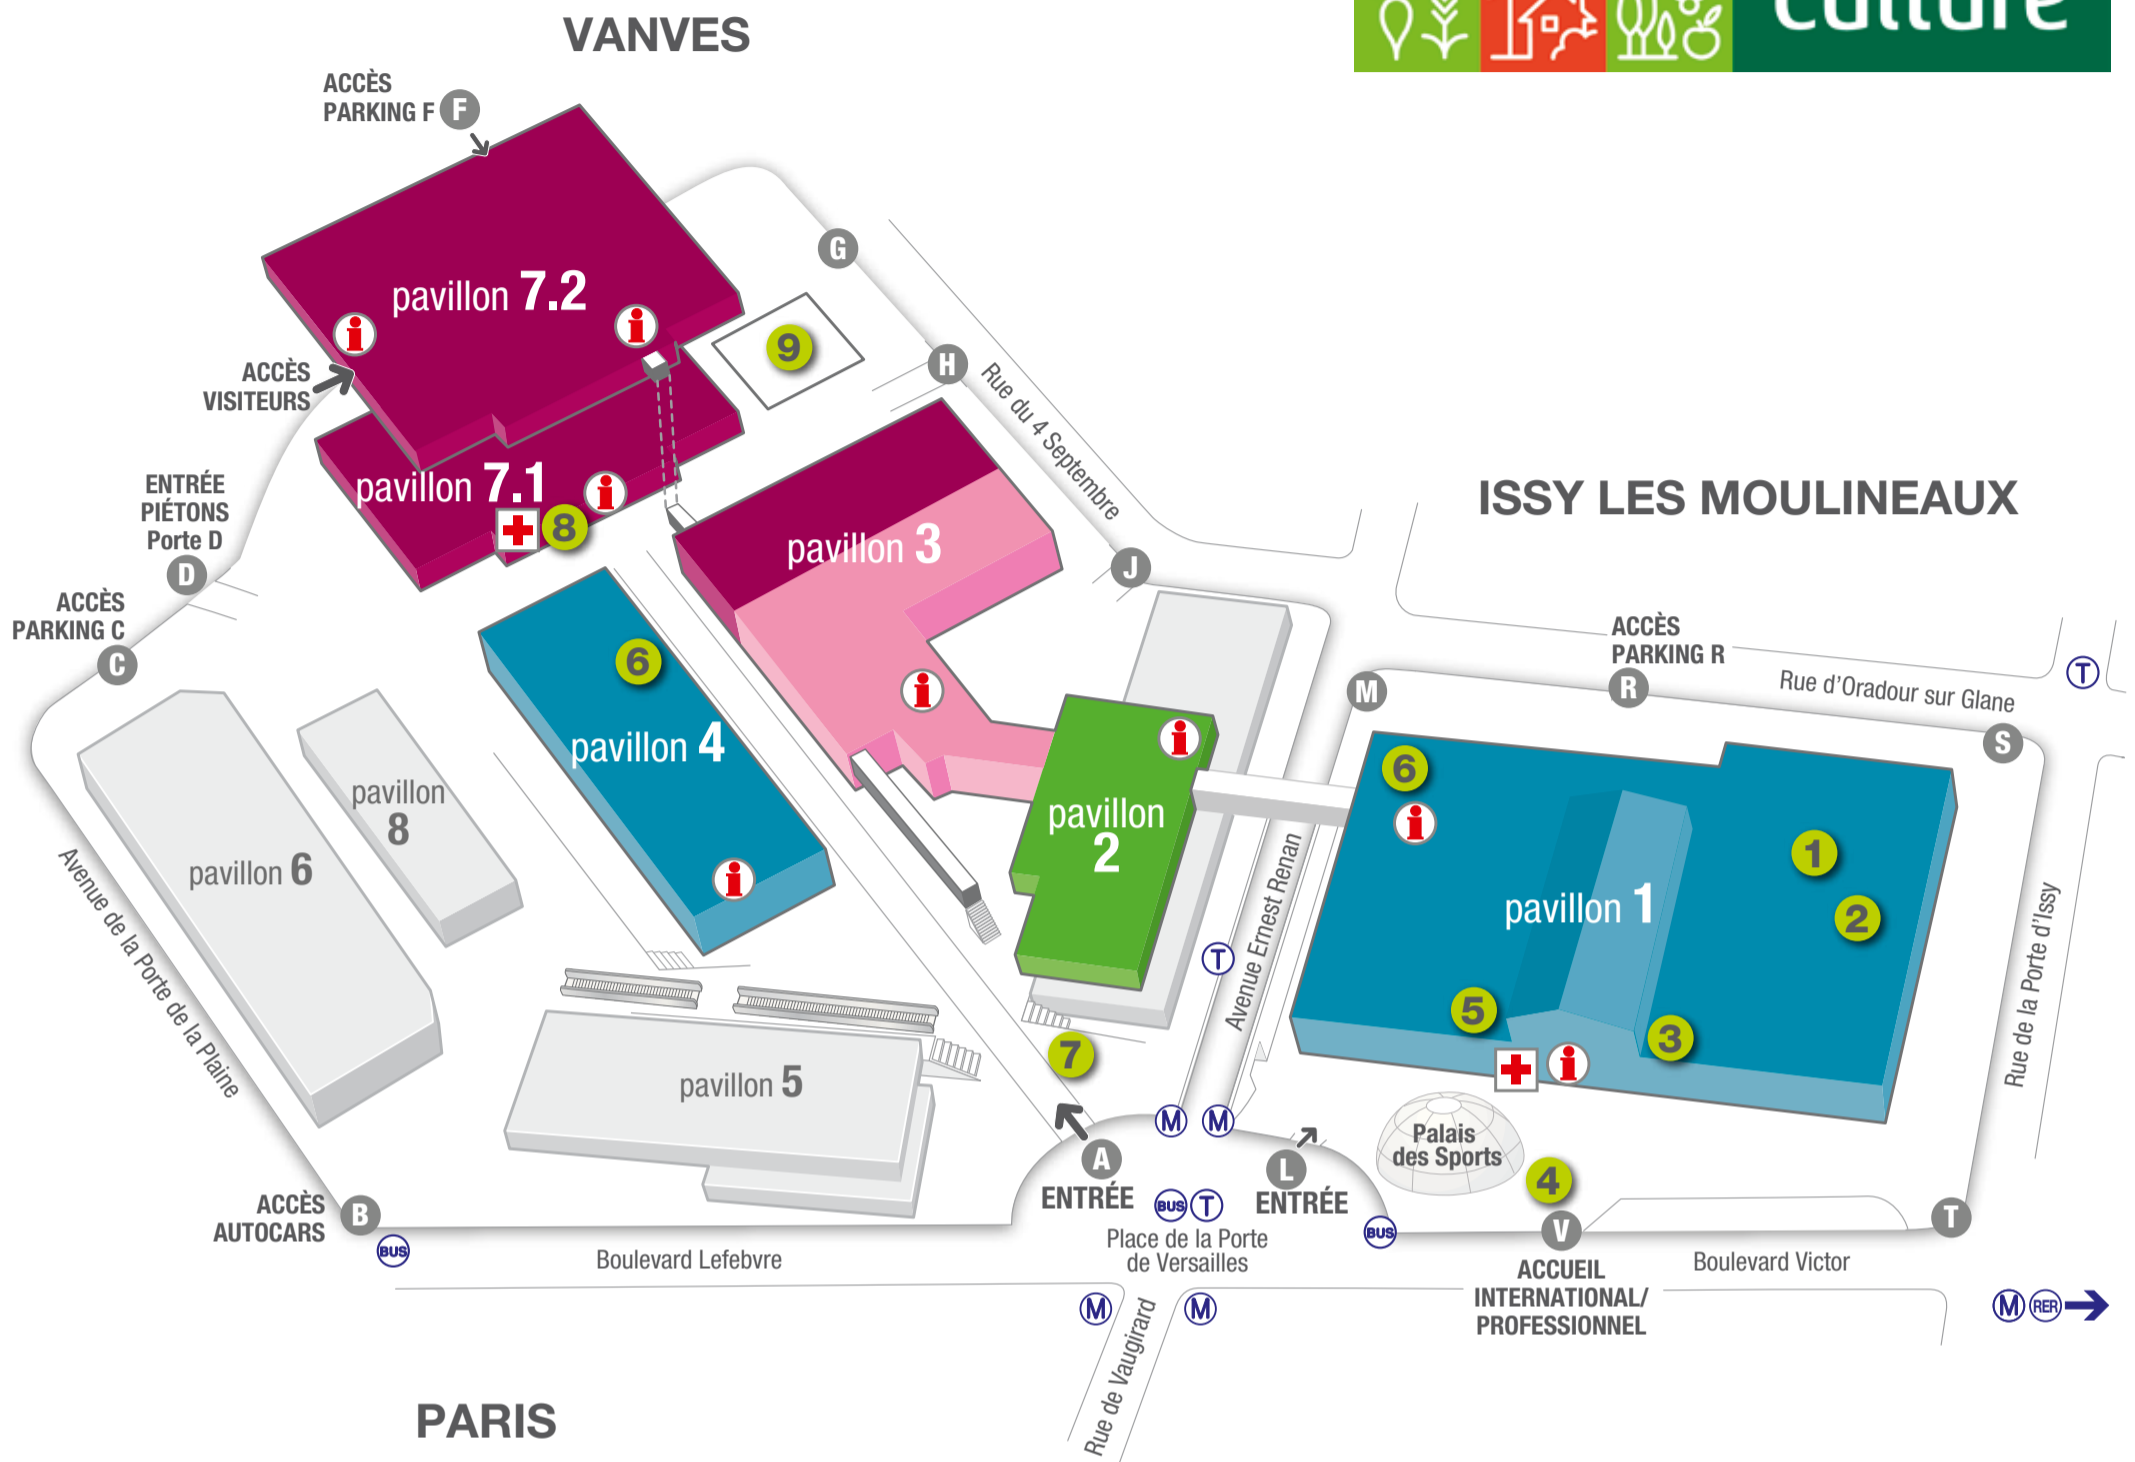 culture
VANVES
ACCÈS
PARKING F
F
G
pavillon 7.2
i
i
9
ACCÈS
VISITEURS
H
Rue du 4 Septembre
pavillon 7.1
i
8
ENTRÉE
PIÉTONS
Porte D
D
ISSY LES MOULINEAUX
pavillon 3
J
ACCÈS
PARKING C
C
6
i
ACCÈS
PARKING R
R
M
Rue d'Oradour sur Glane
T
S
pavillon 4
i
i
6
i
pavillon
8
pavillon 6
pavillon
2
1
2
pavillon 1
Avenue de la Porte de la Plaine
Avenue Ernest Renan
T
Rue de la Porte d'Issy
5
3
i
7
pavillon 5
M
M
Palais
des Sports
4
A
ENTRÉE
L
ENTRÉE
BUS
T
ACCÈS
AUTOCARS
B
BUS
BUS
V
T
Place de la Porte
de Versailles
Boulevard Lefebvre
Boulevard Victor
ACCUEIL
INTERNATIONAL/
PROFESSIONNEL
M
M
M
RER
Rue de Vaugirard
PARIS